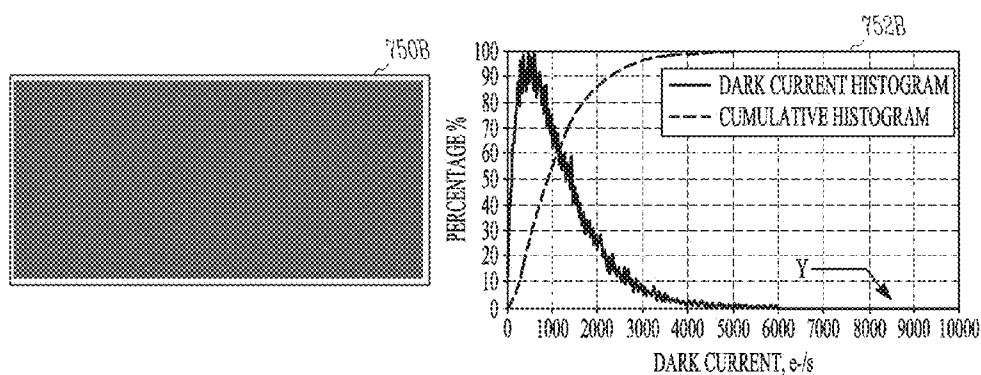 750B
752B
PERCENTAGE %
100
90
80
70
60
50
40
30
20
10
0
DARK CURRENT HISTOGRAM
CUMULATIVE HISTOGRAM
Y
0 1000 2000 3000 4000 5000 6000 7000 8000 9000 10000
DARK CURRENT, e-/s